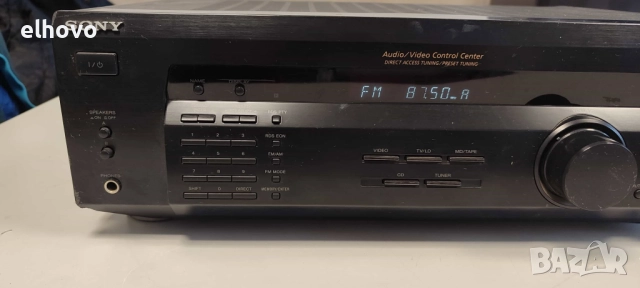 elhovo
SONY
Audio/Video Control Center
DIRECT ACCESS TUNING/PRESET TUNING
FM 87.50 A
SPEAKERS
A
1 2 3
RDS EON
4 5 6
FM/AM
7 8 9
FM MODE
SHIFT 0 DIRECT
MEMORY/ENTER
VIDEO TV/LD MD/TAPE
CD TUNER
BAZAR